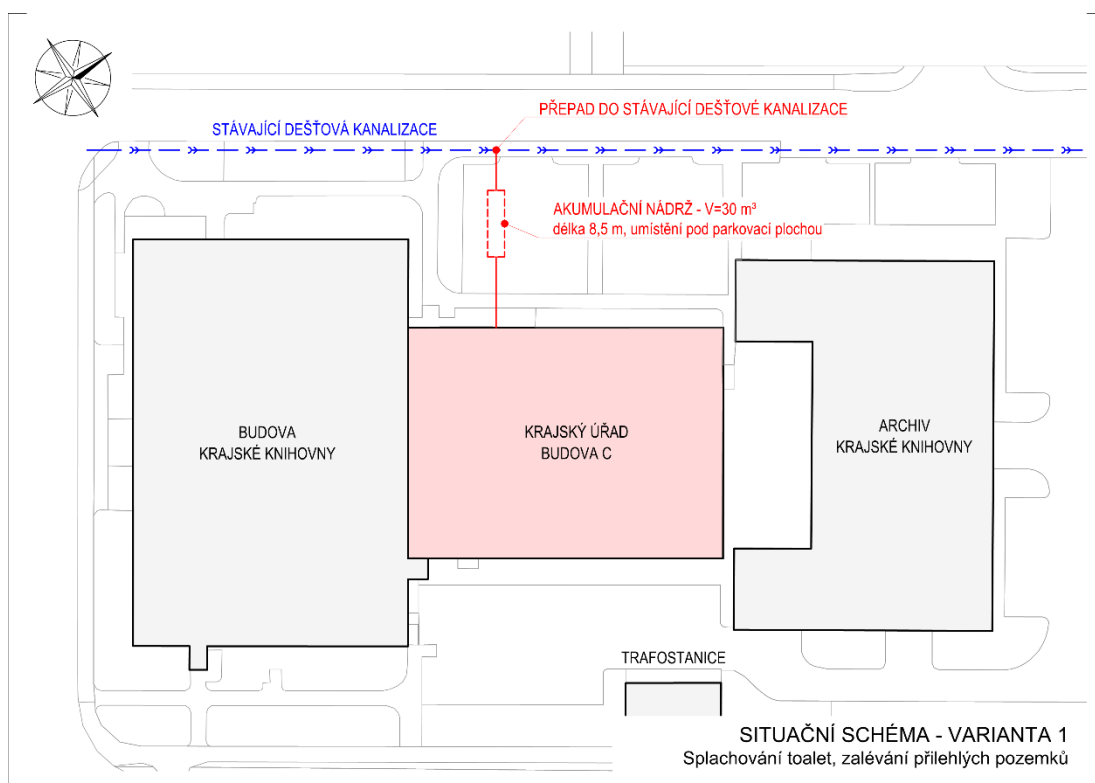 PŘEPAD DO STÁVAJÍCÍ DEŠŤOVÉ KANALIZACE
STÁVAJÍCÍ DEŠŤOVÁ KANALIZACE
AKUMULAČNÍ NÁDRŽ - V=30 m³
délka 8,5 m, umístění pod parkovací plochou
BUDOVA
KRAJSKÉ KNIHOVNY
KRAJSKÝ ÚŘAD
BUDOVA C
ARCHIV
KRAJSKÉ KNIHOVNY
TRAFOSTANICE
SITUAČNÍ SCHÉMA - VARIANTA 1
Splachování toalet, zalévání přilehlých pozemků